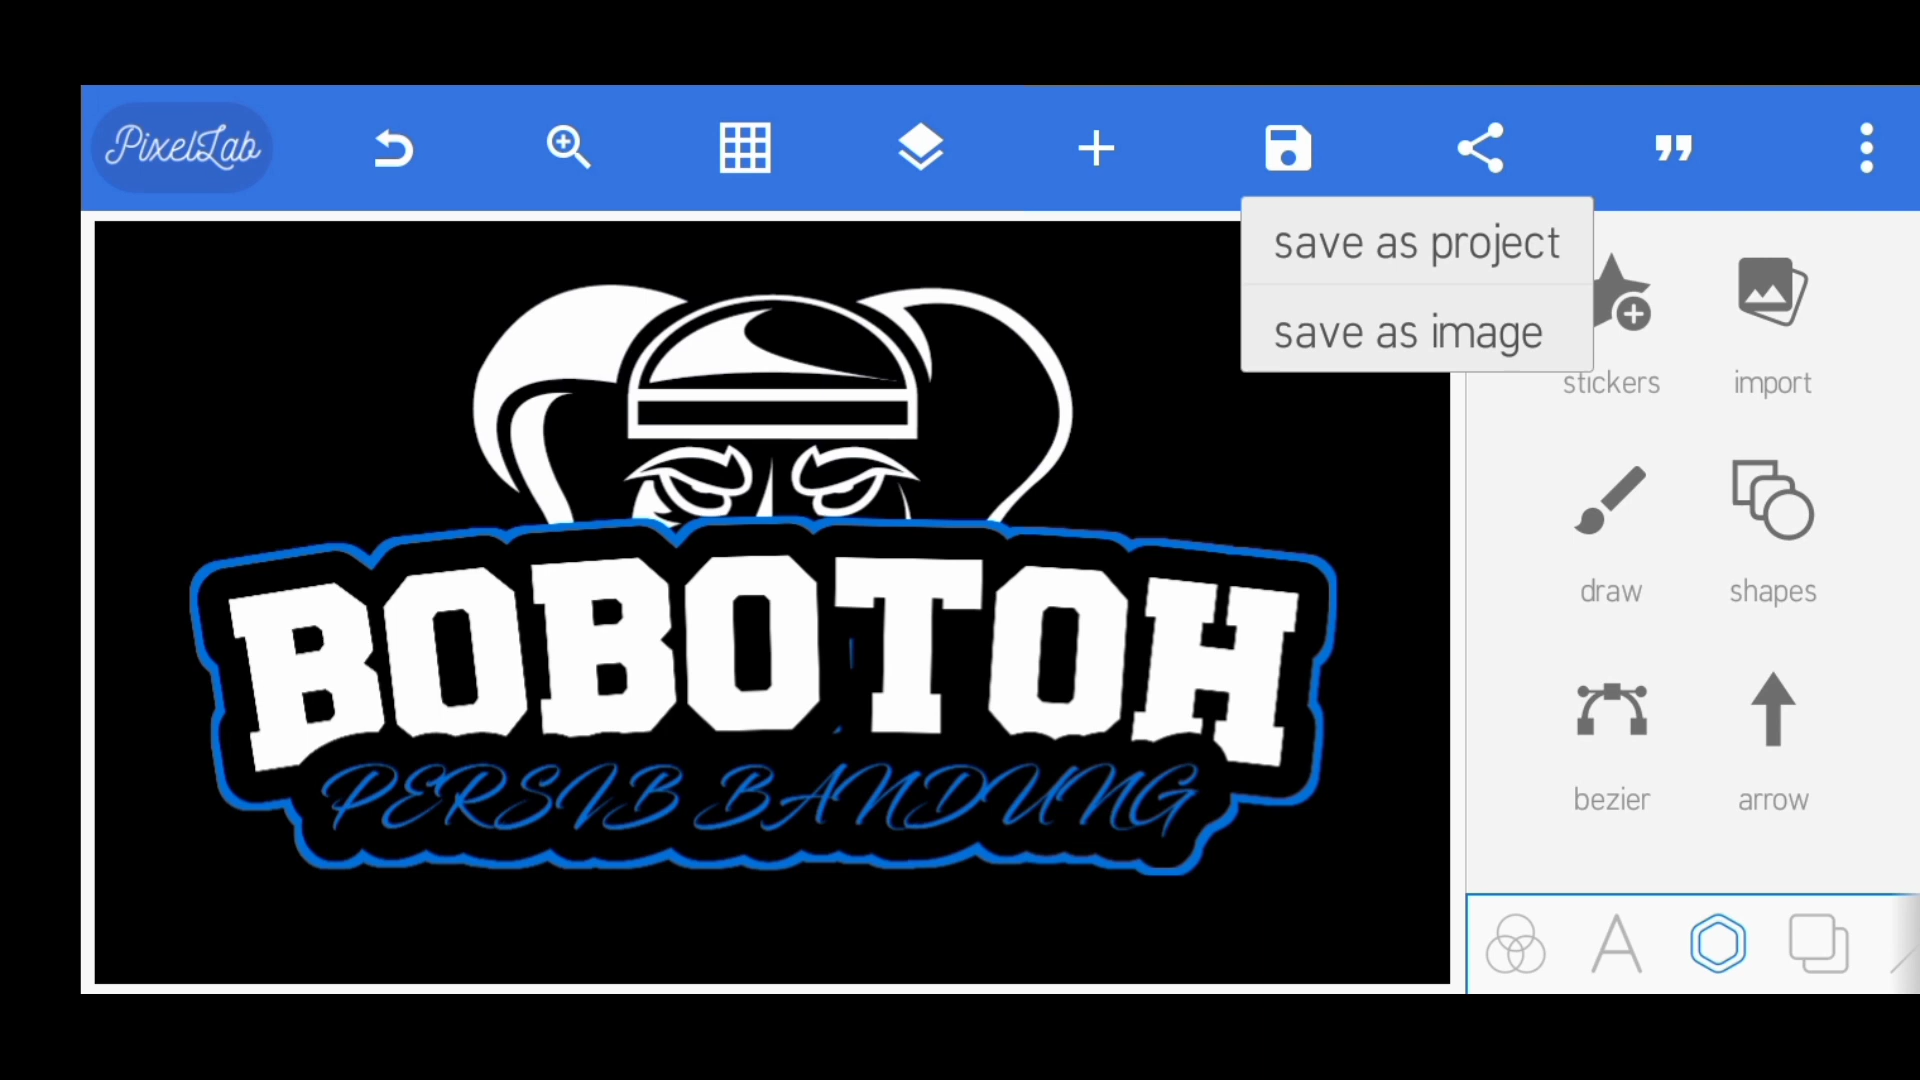 PixelLab
save as project
save as image
stickers
import
draw
shapes
bezier
arrow
BOBOTOH
PERSIB BANDUNG